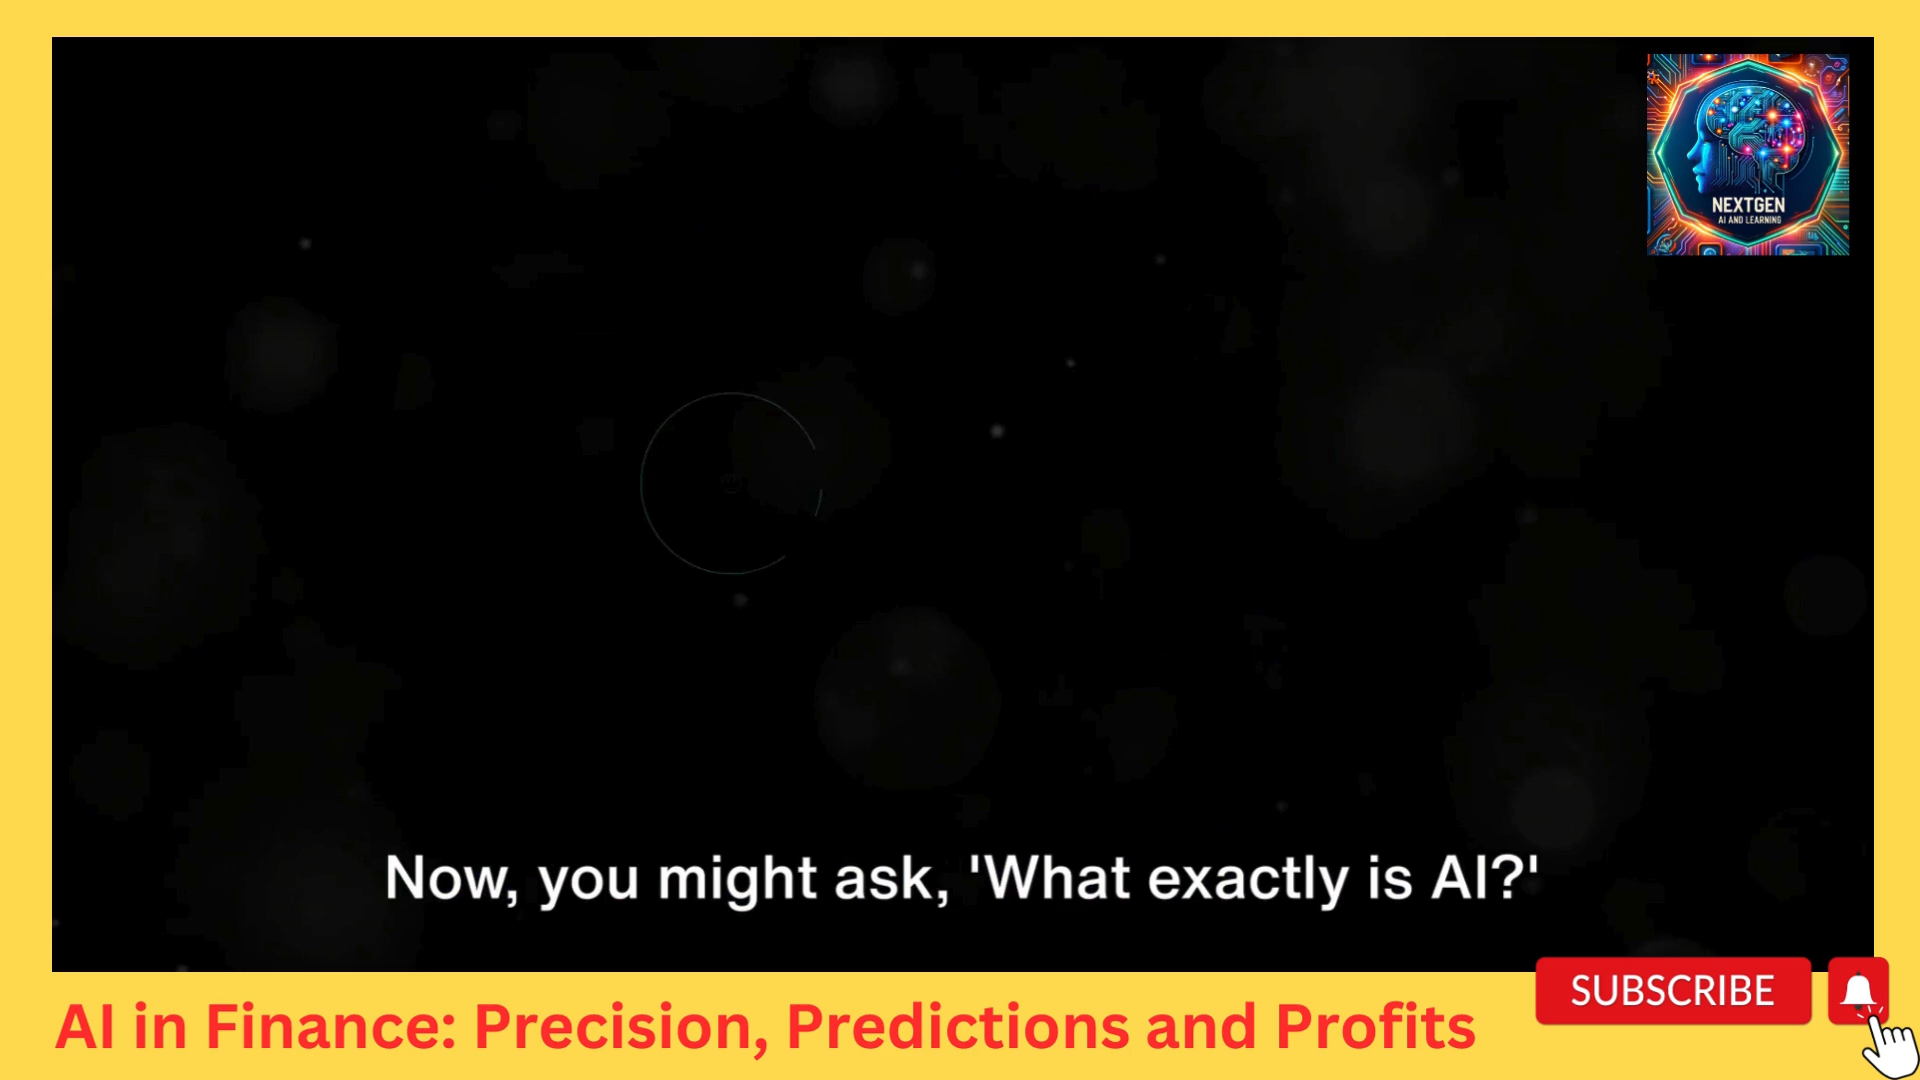 NEXTGEN
AI AND LEARNING
Now, you might ask, 'What exactly is AI?'
SUBSCRIBE
AI in Finance: Precision, Predictions and Profits